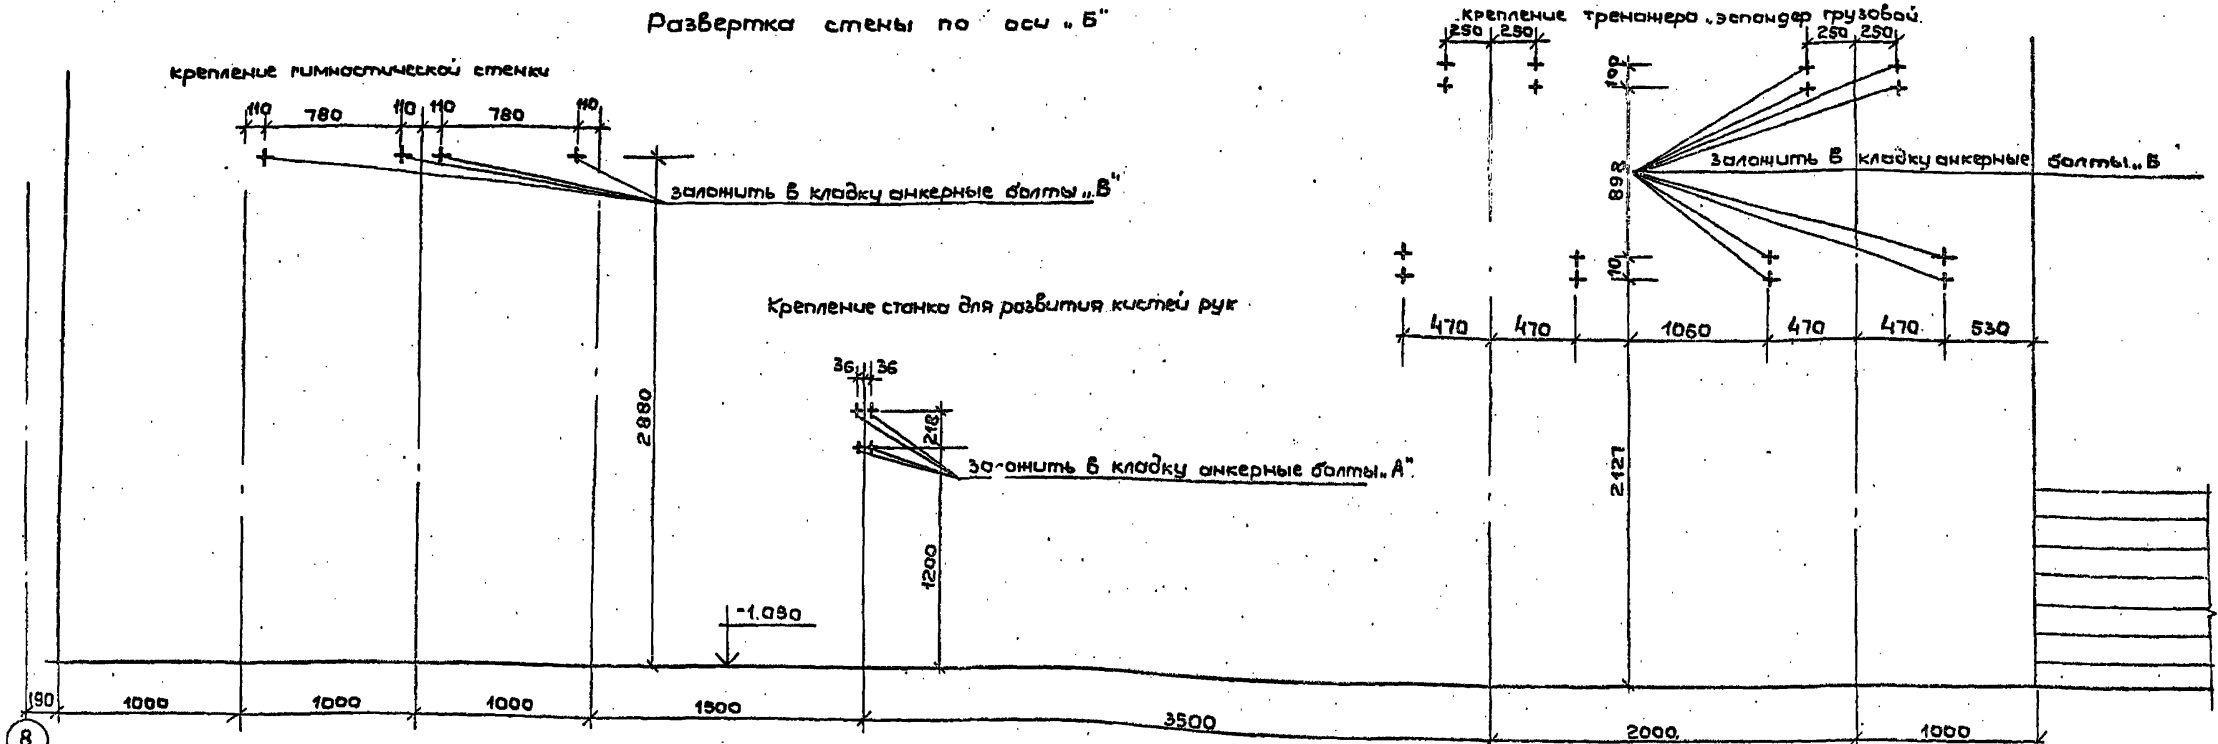 Развертка стены по оси „Б"
крепление тренажера „эспандер грузовой
250 250
250 250
крепление гимностической стенки
110 780 110 110 780 110
100
заложить в кладку анкерные болты „Б
898
заложить в кладку анкерные болты „В"
10
Крепление станка для развития кистей рук
470 470 1060 470 470 530
36 36
2880
218
заложить в кладку анкерные болты „А"
2127
1200
-1.090
190 1000 1000 1000 1500 3500 2000 1000
8